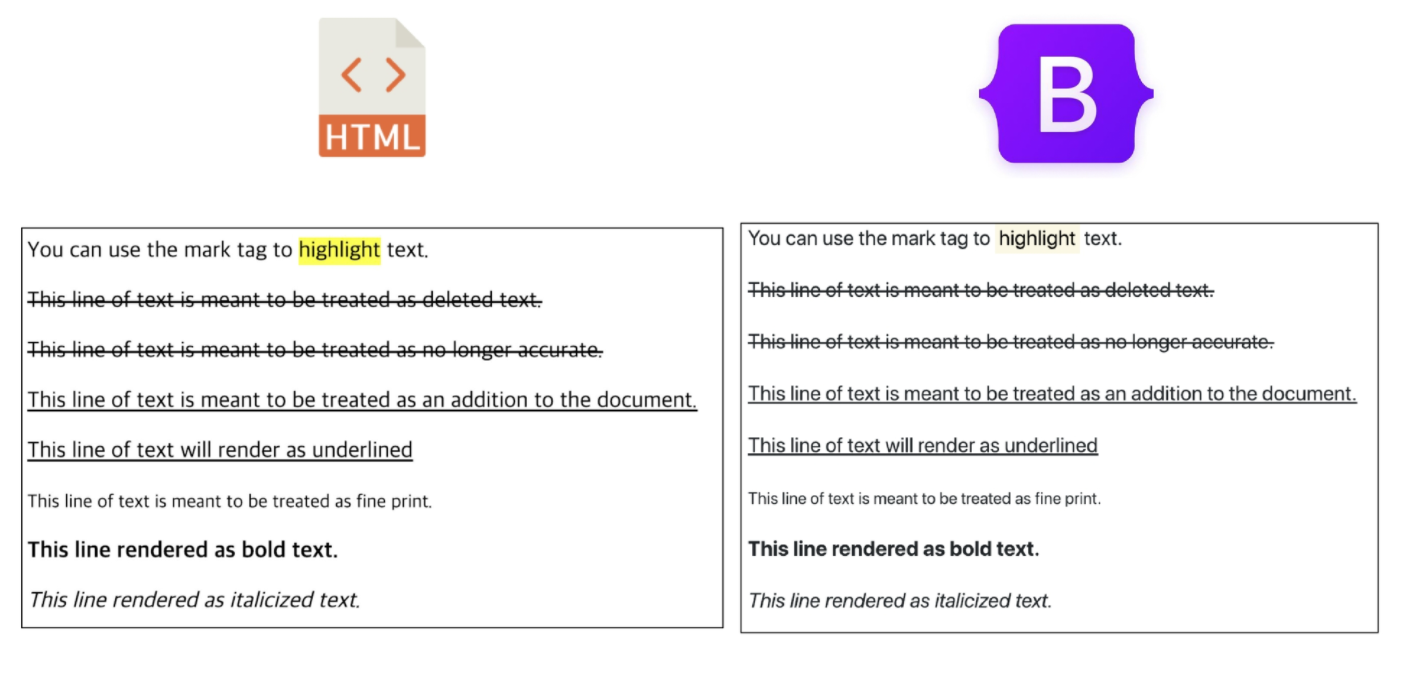 HTML
B
You can use the mark tag to highlight text.
This line of text is meant to be treated as deleted text.
This line of text is meant to be treated as no longer accurate.
This line of text is meant to be treated as an addition to the document.
This line of text will render as underlined
This line of text is meant to be treated as fine print.
This line rendered as bold text.
This line rendered as italicized text.
You can use the mark tag to highlight text.
This line of text is meant to be treated as deleted text.
This line of text is meant to be treated as no longer accurate.
This line of text is meant to be treated as an addition to the document.
This line of text will render as underlined
This line of text is meant to be treated as fine print.
This line rendered as bold text.
This line rendered as italicized text.